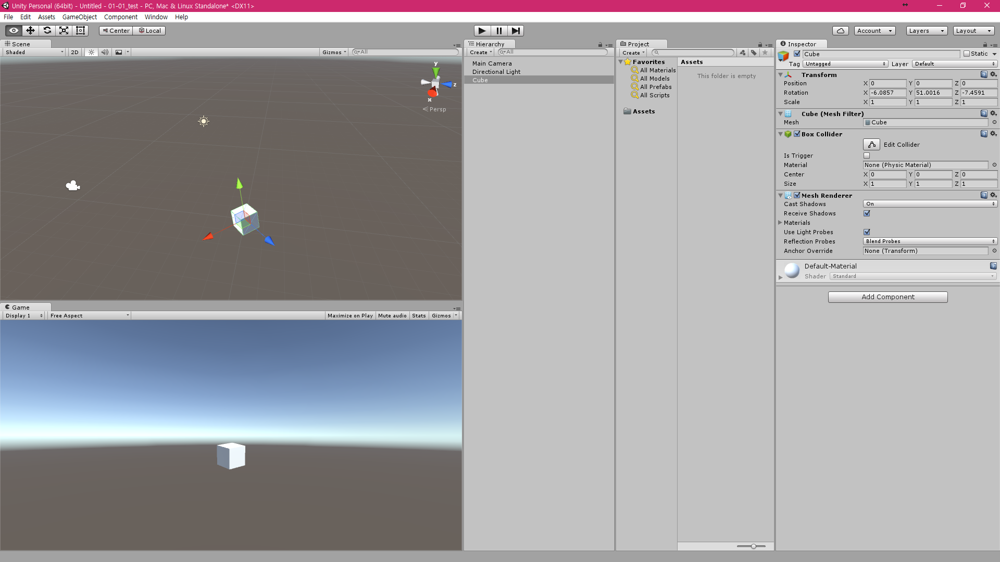 Unity Personal (64bit) - Untitled - 01-01_test - PC, Mac & Linux Standalone* <DX11>
File Edit Assets GameObject Component Window Help
Center Local
Account Layers Layout
Scene
Shaded 2D Gizmos All
y
z
x
Persp
Game
Display 1 Free Aspect Maximize on Play Mute audio Stats Gizmos
Hierarchy
Create All
Main Camera
Directional Light
Cube
Project
Create
Favorites
All Materials
All Models
All Prefabs
All Scripts
Assets
Assets
This folder is empty
Inspector
Cube Static
Tag Untagged Layer Default
Transform
Position X 0 Y 0 Z 0
Rotation X -6.0857 Y 51.0016 Z -7.4591
Scale X 1 Y 1 Z 1
Cube (Mesh Filter)
Mesh Cube
Box Collider
Edit Collider
Is Trigger
Material None (Physic Material)
Center X 0 Y 0 Z 0
Size X 1 Y 1 Z 1
Mesh Renderer
Cast Shadows On
Receive Shadows
Materials
Use Light Probes
Reflection Probes Blend Probes
Anchor Override None (Transform)
Default-Material
Shader Standard
Add Component